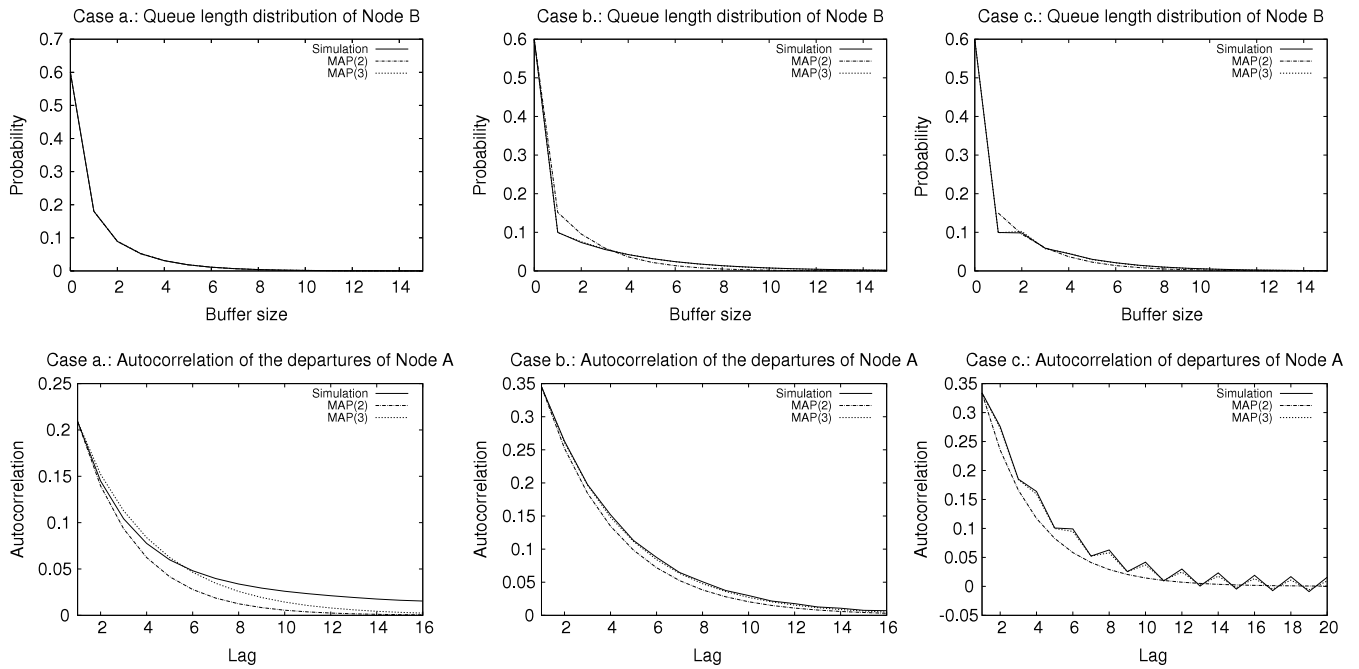 Case a.: Queue length distribution of Node B
Probability
0.7
0.6
0.5
0.4
0.3
0.2
0.1
0
0 2 4 6 8 10 12 14
Buffer size
Simulation
MAP(2)
MAP(3)
Case b.: Queue length distribution of Node B
Probability
0.6
0.5
0.4
0.3
0.2
0.1
0
0 2 4 6 8 10 12 14
Buffer size
Simulation
MAP(2)
MAP(3)
Case c.: Queue length distribution of Node B
Probability
0.6
0.5
0.4
0.3
0.2
0.1
0
0 2 4 6 8 10 12 14
Buffer size
Simulation
MAP(2)
MAP(3)
Case a.: Autocorrelation of the departures of Node A
Autocorrelation
0.25
0.2
0.15
0.1
0.05
0
2 4 6 8 10 12 14 16
Lag
Simulation
MAP(2)
MAP(3)
Case b.: Autocorrelation of the departures of Node A
Autocorrelation
0.35
0.3
0.25
0.2
0.15
0.1
0.05
0
2 4 6 8 10 12 14 16
Lag
Simulation
MAP(2)
MAP(3)
Case c.: Autocorrelation of departures of Node A
Autocorrelation
0.35
0.3
0.25
0.2
0.15
0.1
0.05
0
-0.05
2 4 6 8 10 12 14 16 18 20
Lag
Simulation
MAP(2)
MAP(3)